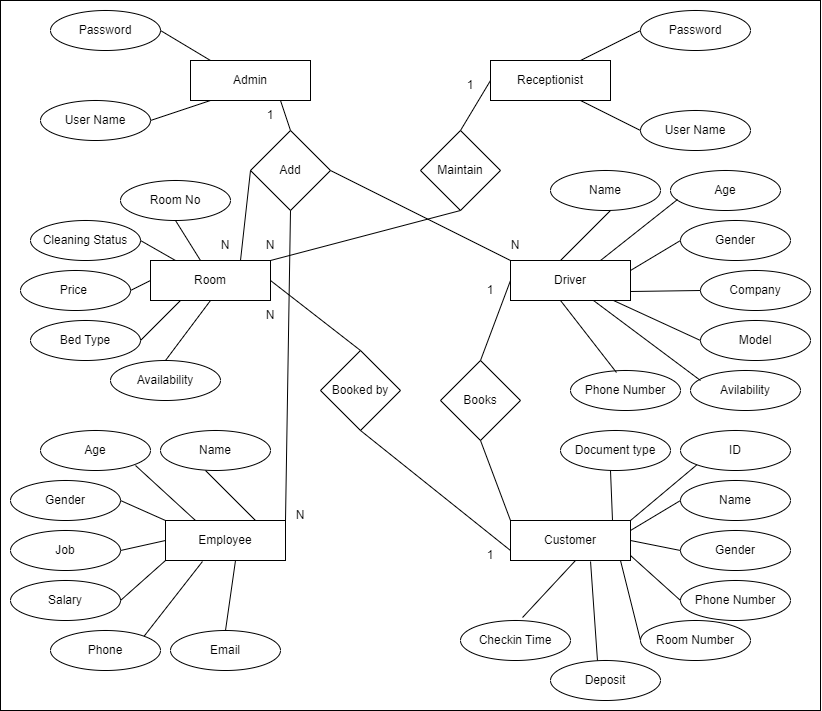 Password
Password
Admin
Receptionist
1
1
User Name
User Name
Add
Maintain
Name
Age
Room No
Cleaning Status
N
N
N
Gender
Room
Driver
Price
1
Company
N
Bed Type
Model
Availability
Booked by
Books
Phone Number
Avilability
Age
Name
Document type
ID
Gender
N
Name
Job
Employee
1
Customer
Gender
Salary
Phone Number
Phone
Email
Checkin Time
Room Number
Deposit